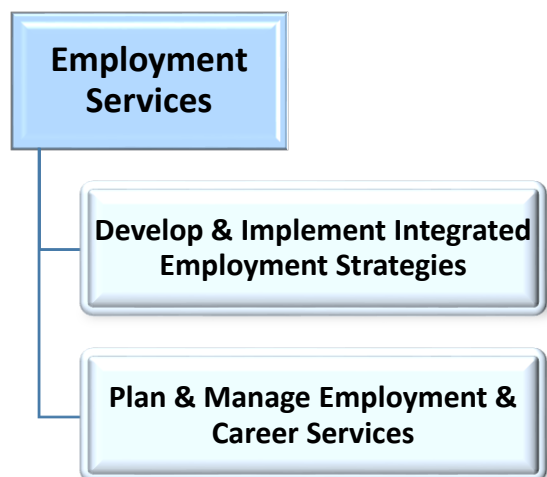 Employment
Services
Develop & Implement Integrated
Employment Strategies
Plan & Manage Employment &
Career Services